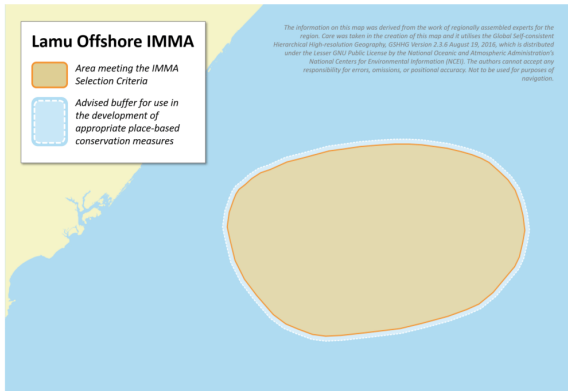 Lamu Offshore IMMA
Area meeting the IMMA
Selection Criteria
Advised buffer for use in
the development of
appropriate place-based
conservation measures
The information on this map was derived from the work of regionally assembled experts for the
region. Care was taken in the creation of this map and it utilises the Global Self-consistent
Hierarchical High-resolution Geography, GSHHG Version 2.3.6 August 19, 2016, which is distributed
under the Lesser GNU Public License by the National Oceanic and Atmospheric Administration's
National Centers for Environmental Information (NCEI). The authors cannot accept any
responsibility for errors, omissions, or positional accuracy. Not to be used for purposes of
navigation.